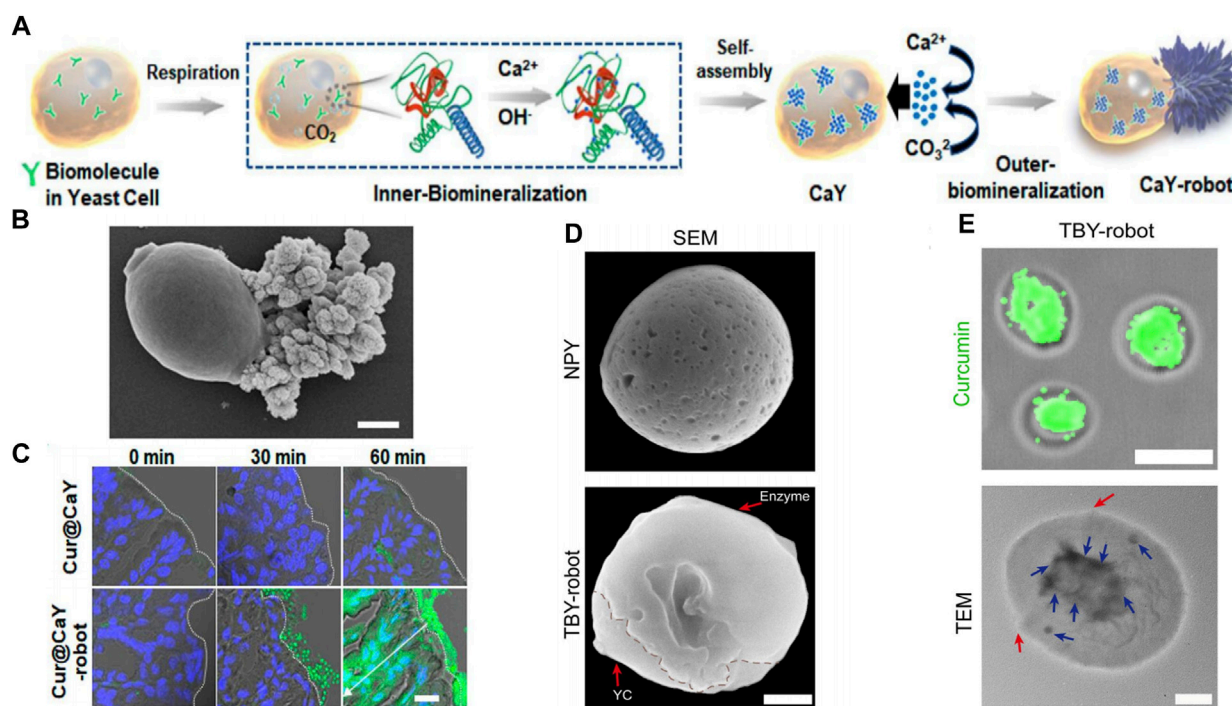 A
Respiration
CO2
Ca2+
OH-
Self-
assembly
Ca2+
CO32
Y Biomolecule
in Yeast Cell
Inner-Biomineralization
CaY
Outer-
biomineralization
CaY-robot
B
C
0 min 30 min 60 min
Cur@CaY
Cur@CaY
-robot
D
SEM
NPY
TBY-robot
Enzyme
YC
E
TBY-robot
Curcumin
TEM